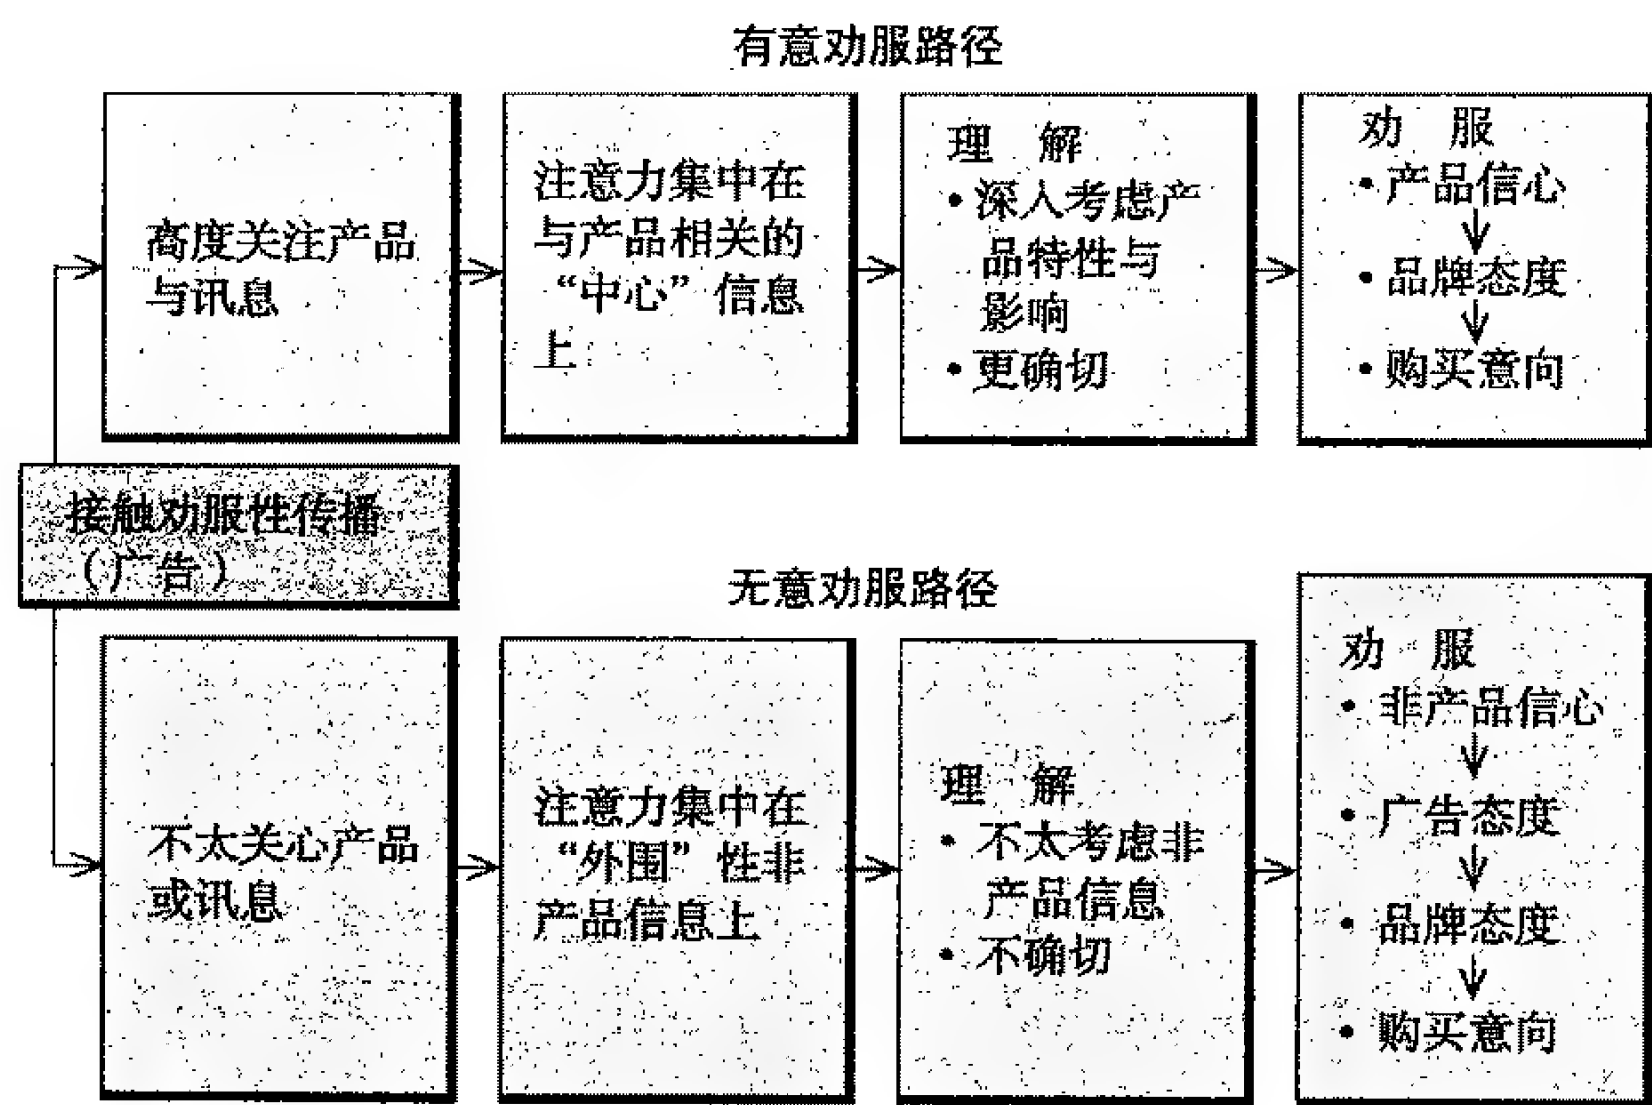 有意劝服路径
高度关注产品
与讯息
注意力集中在
与产品相关的
“中心”信息
上
理 解
• 深入考虑产
品特性与
影响
• 更确切
劝 服
• 产品信心
• 品牌态度
• 购买意向
接触劝服性传播
（广告）
无意劝服路径
不太关心产品
或讯息
注意力集中在
“外围”性非
产品信息上
理 解
• 不太考虑非
产品信息
• 不确切
劝 服
• 非产品信心
• 广告态度
• 品牌态度
• 购买意向